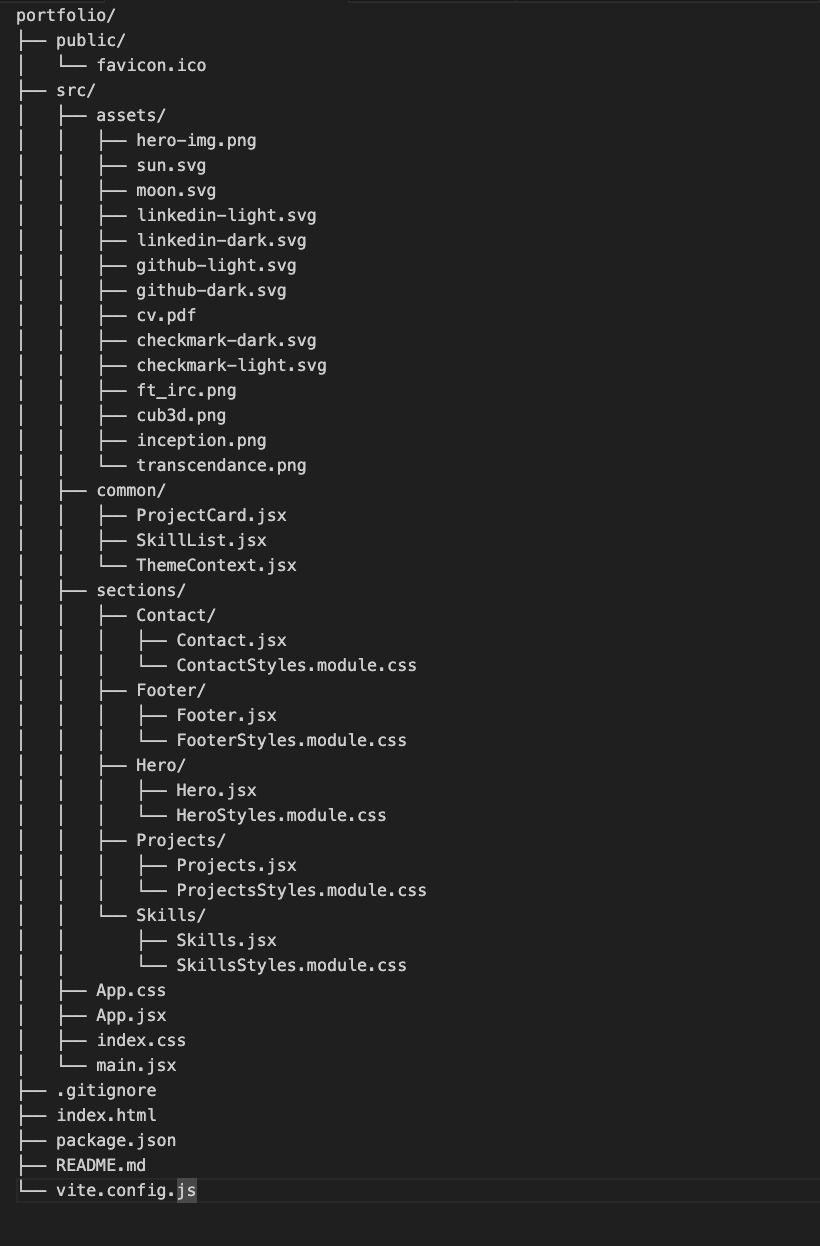 portfolio/
├── public/
│   └── favicon.ico
├── src/
│   ├── assets/
│   │   ├── hero-img.png
│   │   ├── sun.svg
│   │   ├── moon.svg
│   │   ├── linkedin-light.svg
│   │   ├── linkedin-dark.svg
│   │   ├── github-light.svg
│   │   ├── github-dark.svg
│   │   ├── cv.pdf
│   │   ├── checkmark-dark.svg
│   │   ├── checkmark-light.svg
│   │   ├── ft_irc.png
│   │   ├── cub3d.png
│   │   ├── inception.png
│   │   └── transcendance.png
│   ├── common/
│   │   ├── ProjectCard.jsx
│   │   ├── SkillList.jsx
│   │   └── ThemeContext.jsx
│   ├── sections/
│   │   ├── Contact/
│   │   │   ├── Contact.jsx
│   │   │   └── ContactStyles.module.css
│   │   ├── Footer/
│   │   │   ├── Footer.jsx
│   │   │   └── FooterStyles.module.css
│   │   ├── Hero/
│   │   │   ├── Hero.jsx
│   │   │   └── HeroStyles.module.css
│   │   ├── Projects/
│   │   │   ├── Projects.jsx
│   │   │   └── ProjectsStyles.module.css
│   │   └── Skills/
│   │       ├── Skills.jsx
│   │       └── SkillsStyles.module.css
│   ├── App.css
│   ├── App.jsx
│   ├── index.css
│   └── main.jsx
├── .gitignore
├── index.html
├── package.json
├── README.md
└── vite.config.js